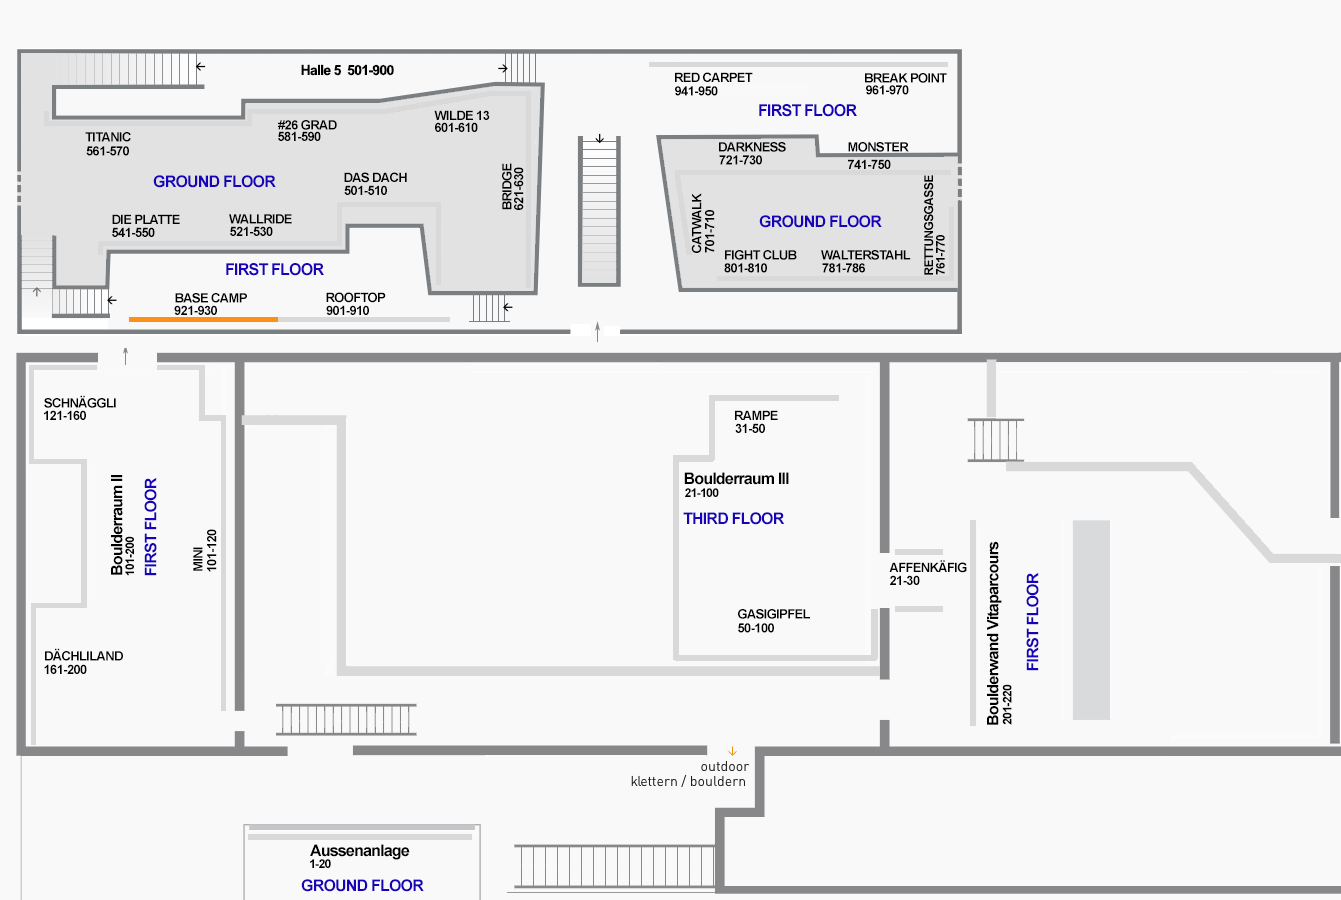 Halle 5  501-900
RED CARPET
941-950
BREAK POINT
961-970
FIRST FLOOR
TITANIC
561-570
#26 GRAD
581-590
WILDE 13
601-610
GROUND FLOOR
DAS DACH
501-510
BRIDGE
621-630
DIE PLATTE
541-550
WALLRIDE
521-530
FIRST FLOOR
BASE CAMP
921-930
ROOFTOP
901-910
DARKNESS
721-730
MONSTER
741-750
CATWALK
701-710
GROUND FLOOR
RETTUNGSGASSE
761-770
FIGHT CLUB
801-810
WALTERSTAHL
781-786
SCHNÄGGLI
121-160
Boulderraum II
101-200
FIRST FLOOR
MINI
101-120
DÄCHLILAND
161-200
RAMPE
31-50
Boulderraum III
21-100
THIRD FLOOR
AFFENKÄFIG
21-30
GASIGIPFEL
50-100
Boulderwand Vitaparcours
201-220
FIRST FLOOR
outdoor
klettern / bouldern
Aussenanlage
1-20
GROUND FLOOR